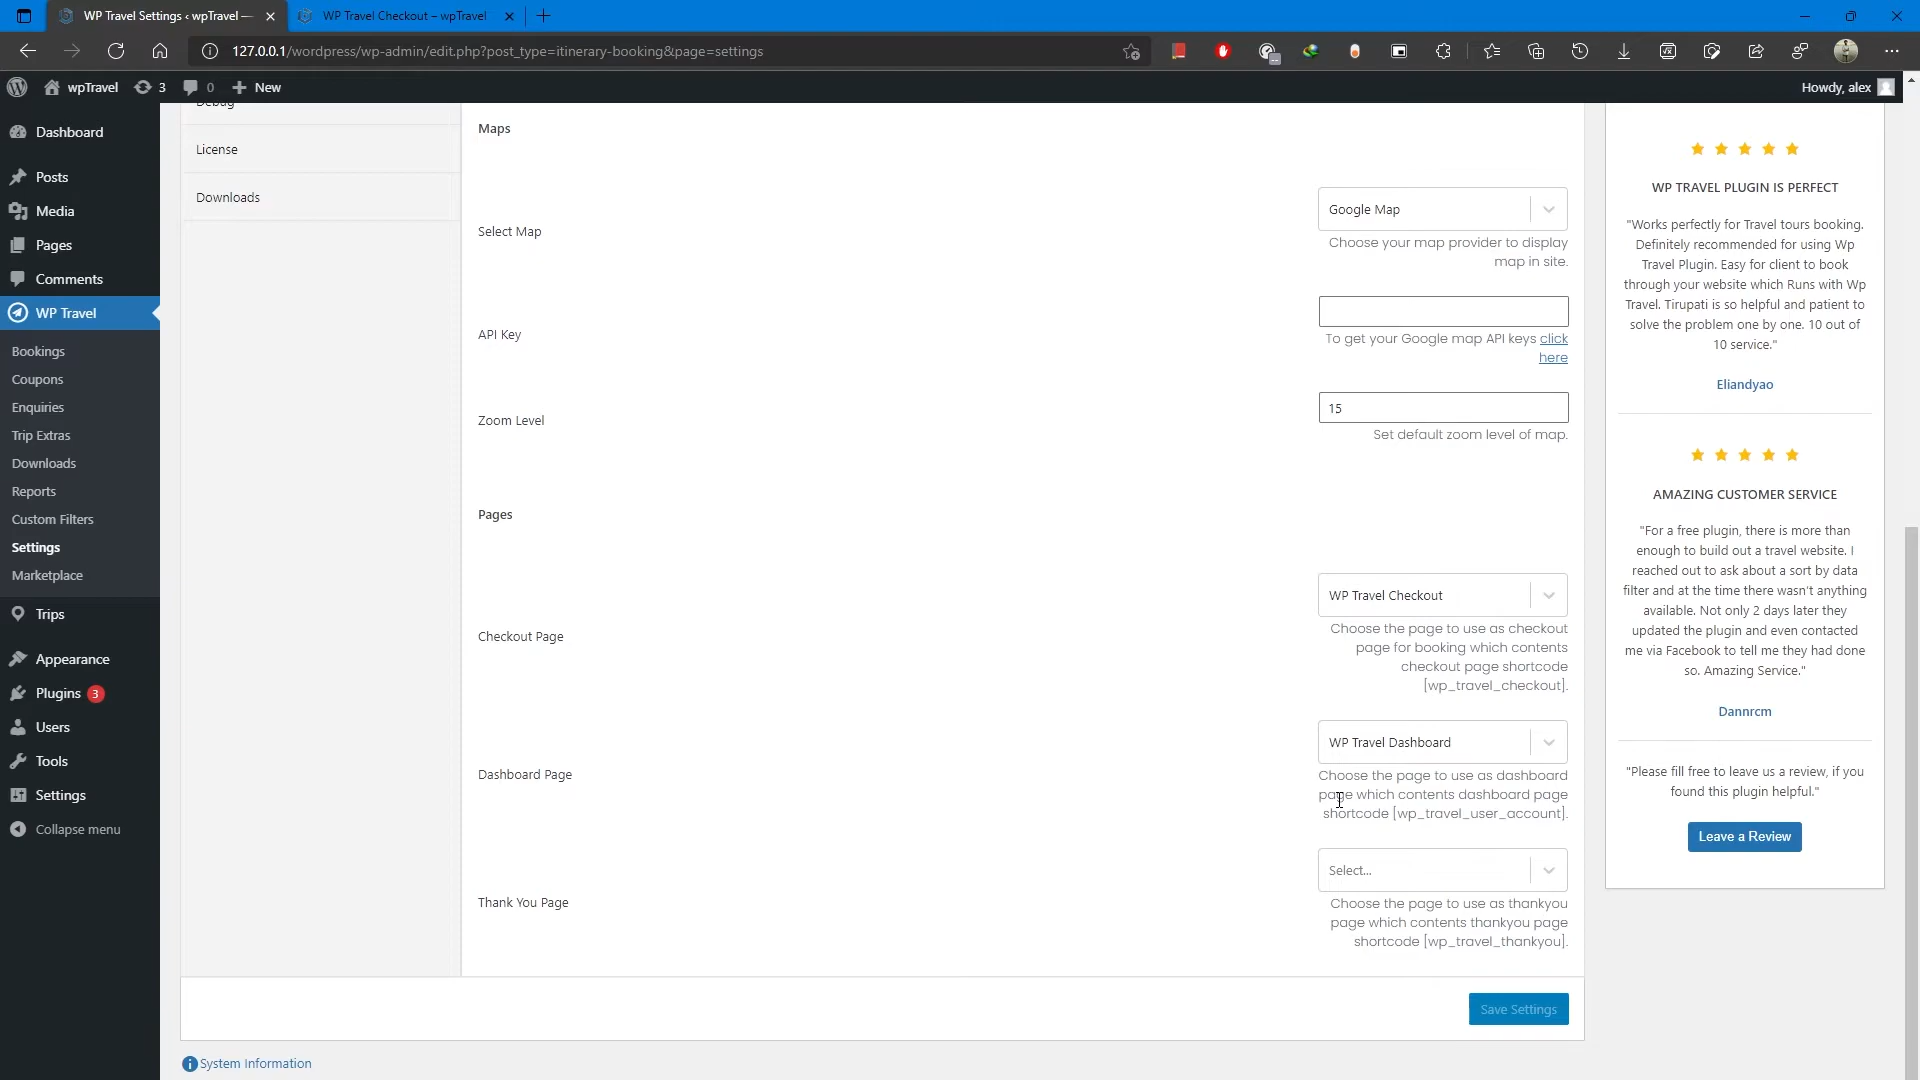 WP Travel Settings ‹ wpTravel —
WP Travel Checkout – wpTravel
127.0.0.1/wordpress/wp-admin/edit.php?post_type=itinerary-booking&page=settings
wpTravel
3
0
New
Howdy, alex
Dashboard
Posts
Media
Pages
Comments
WP Travel
Bookings
Coupons
Enquiries
Trip Extras
Downloads
Reports
Custom Filters
Settings
Marketplace
Trips
Appearance
Plugins 3
Users
Tools
Settings
Collapse menu
Debug
License
Downloads
Maps
Select Map
Google Map
Choose your map provider to display
map in site.
API Key
To get your Google map API keys click
here
Zoom Level
15
Set default zoom level of map.
Pages
Checkout Page
WP Travel Checkout
Choose the page to use as checkout
page for booking which contents
checkout page shortcode
[wp_travel_checkout].
Dashboard Page
WP Travel Dashboard
Choose the page to use as dashboard
page which contents dashboard page
shortcode [wp_travel_user_account].
Thank You Page
Select...
Choose the page to use as thankyou
page which contents thankyou page
shortcode [wp_travel_thankyou].
Save Settings
System Information
WP TRAVEL PLUGIN IS PERFECT
"Works perfectly for Travel tours booking.
Definitely recommended for using Wp
Travel Plugin. Easy for client to book
through your website which Runs with Wp
Travel. Tirupati is so helpful and patient to
solve the problem one by one. 10 out of
10 service."
Eliandyao
AMAZING CUSTOMER SERVICE
"For a free plugin, there is more than
enough to build out a travel website. I
reached out to ask about a sort by data
filter and at the time there wasn't anything
available. Not only 2 days later they
updated the plugin and even contacted
me via Facebook to tell me they had done
so. Amazing Service."
Dannrcm
"Please fill free to leave us a review, if you
found this plugin helpful."
Leave a Review